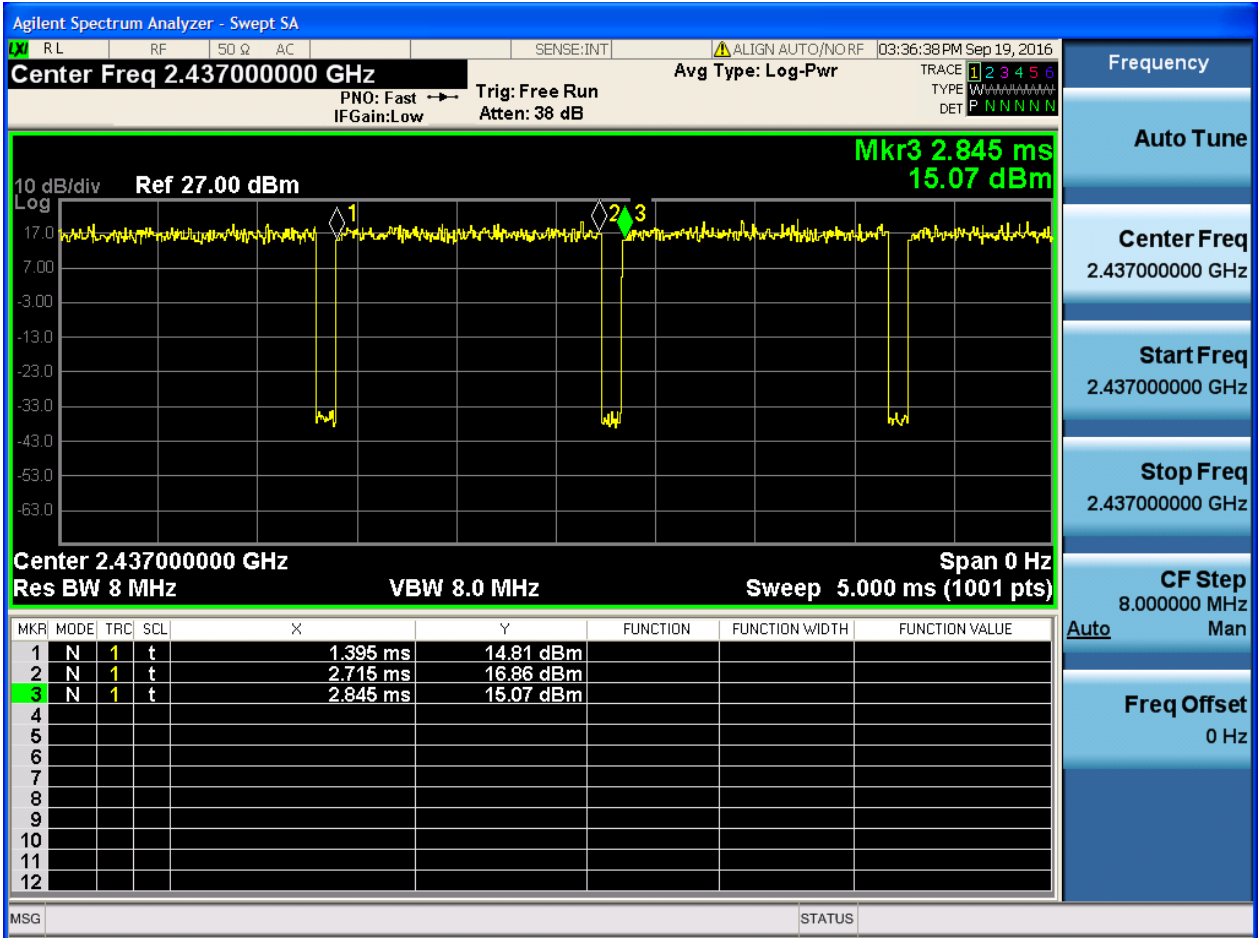 Agilent Spectrum Analyzer - Swept SA
LXI RL RF 50 Ω AC SENSE:INT ALIGN AUTO/NO RF 03:36:38 PM Sep 19, 2016
Center Freq 2.437000000 GHz
PNO: Fast
IFGain:Low
Trig: Free Run
Atten: 38 dB
Avg Type: Log-Pwr
TRACE 1 2 3 4 5 6
TYPE WWWWWW
DET P N N N N N
Mkr3 2.845 ms
15.07 dBm
10 dB/div Ref 27.00 dBm
Log
1 2 3
17.0
7.00
-3.00
-13.0
-23.0
-33.0
-43.0
-53.0
-63.0
Center 2.437000000 GHz Span 0 Hz
Res BW 8 MHz VBW 8.0 MHz Sweep 5.000 ms (1001 pts)
MKR MODE TRC SCL X Y FUNCTION FUNCTION WIDTH FUNCTION VALUE
1 N 1 t 1.395 ms 14.81 dBm
2 N 1 t 2.715 ms 16.86 dBm
3 N 1 t 2.845 ms 15.07 dBm
4
5
6
7
8
9
10
11
12
MSG STATUS
Frequency
Auto Tune
Center Freq
2.437000000 GHz
Start Freq
2.437000000 GHz
Stop Freq
2.437000000 GHz
CF Step
8.000000 MHz
Auto Man
Freq Offset
0 Hz